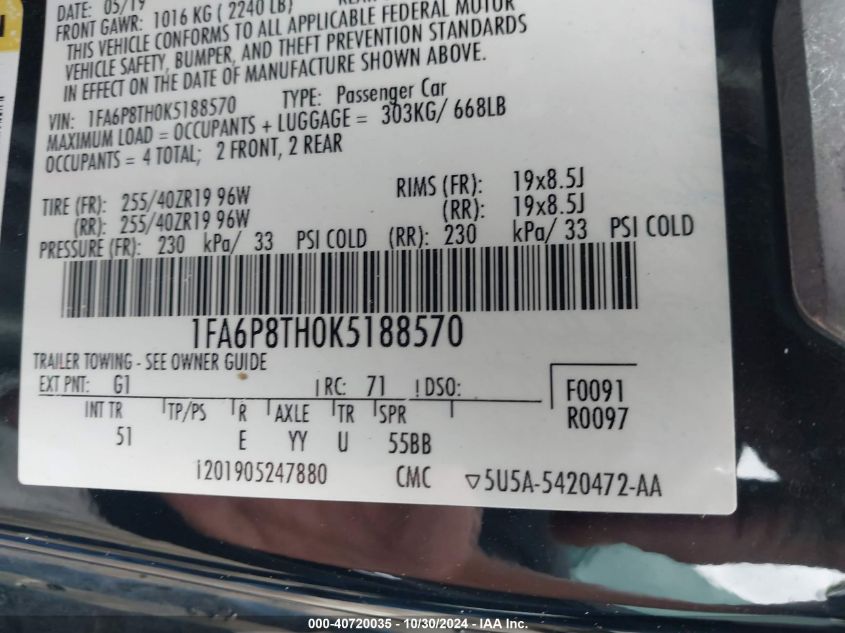 DATE: 05/19
FRONT GAWR: 1016 KG ( 2240 LB)
THIS VEHICLE CONFORMS TO ALL APPLICABLE FEDERAL MOTOR
VEHICLE SAFETY, BUMPER, AND THEFT PREVENTION STANDARDS
IN EFFECT ON THE DATE OF MANUFACTURE SHOWN ABOVE.
VIN: 1FA6P8TH0K5188570 TYPE: Passenger Car
MAXIMUM LOAD = OCCUPANTS + LUGGAGE = 303KG/ 668LB
OCCUPANTS = 4 TOTAL; 2 FRONT, 2 REAR
TIRE (FR): 255/40ZR19 96W RIMS (FR): 19x8.5J
(RR): 255/40ZR19 96W (RR): 19x8.5J
PRESSURE (FR): 230 kPa/ 33 PSI COLD (RR): 230 kPa/ 33 PSI COLD
1FA6P8TH0K5188570
TRAILER TOWING - SEE OWNER GUIDE
EXT PNT: G1 RC: 71 DSO: F0091
R0097
INT TR TP/PS R AXLE TR SPR
51 E YY U 55BB
i201905247880 CMC ▽5U5A-5420472-AA
000-40720035 - 10/30/2024 - IAA Inc.